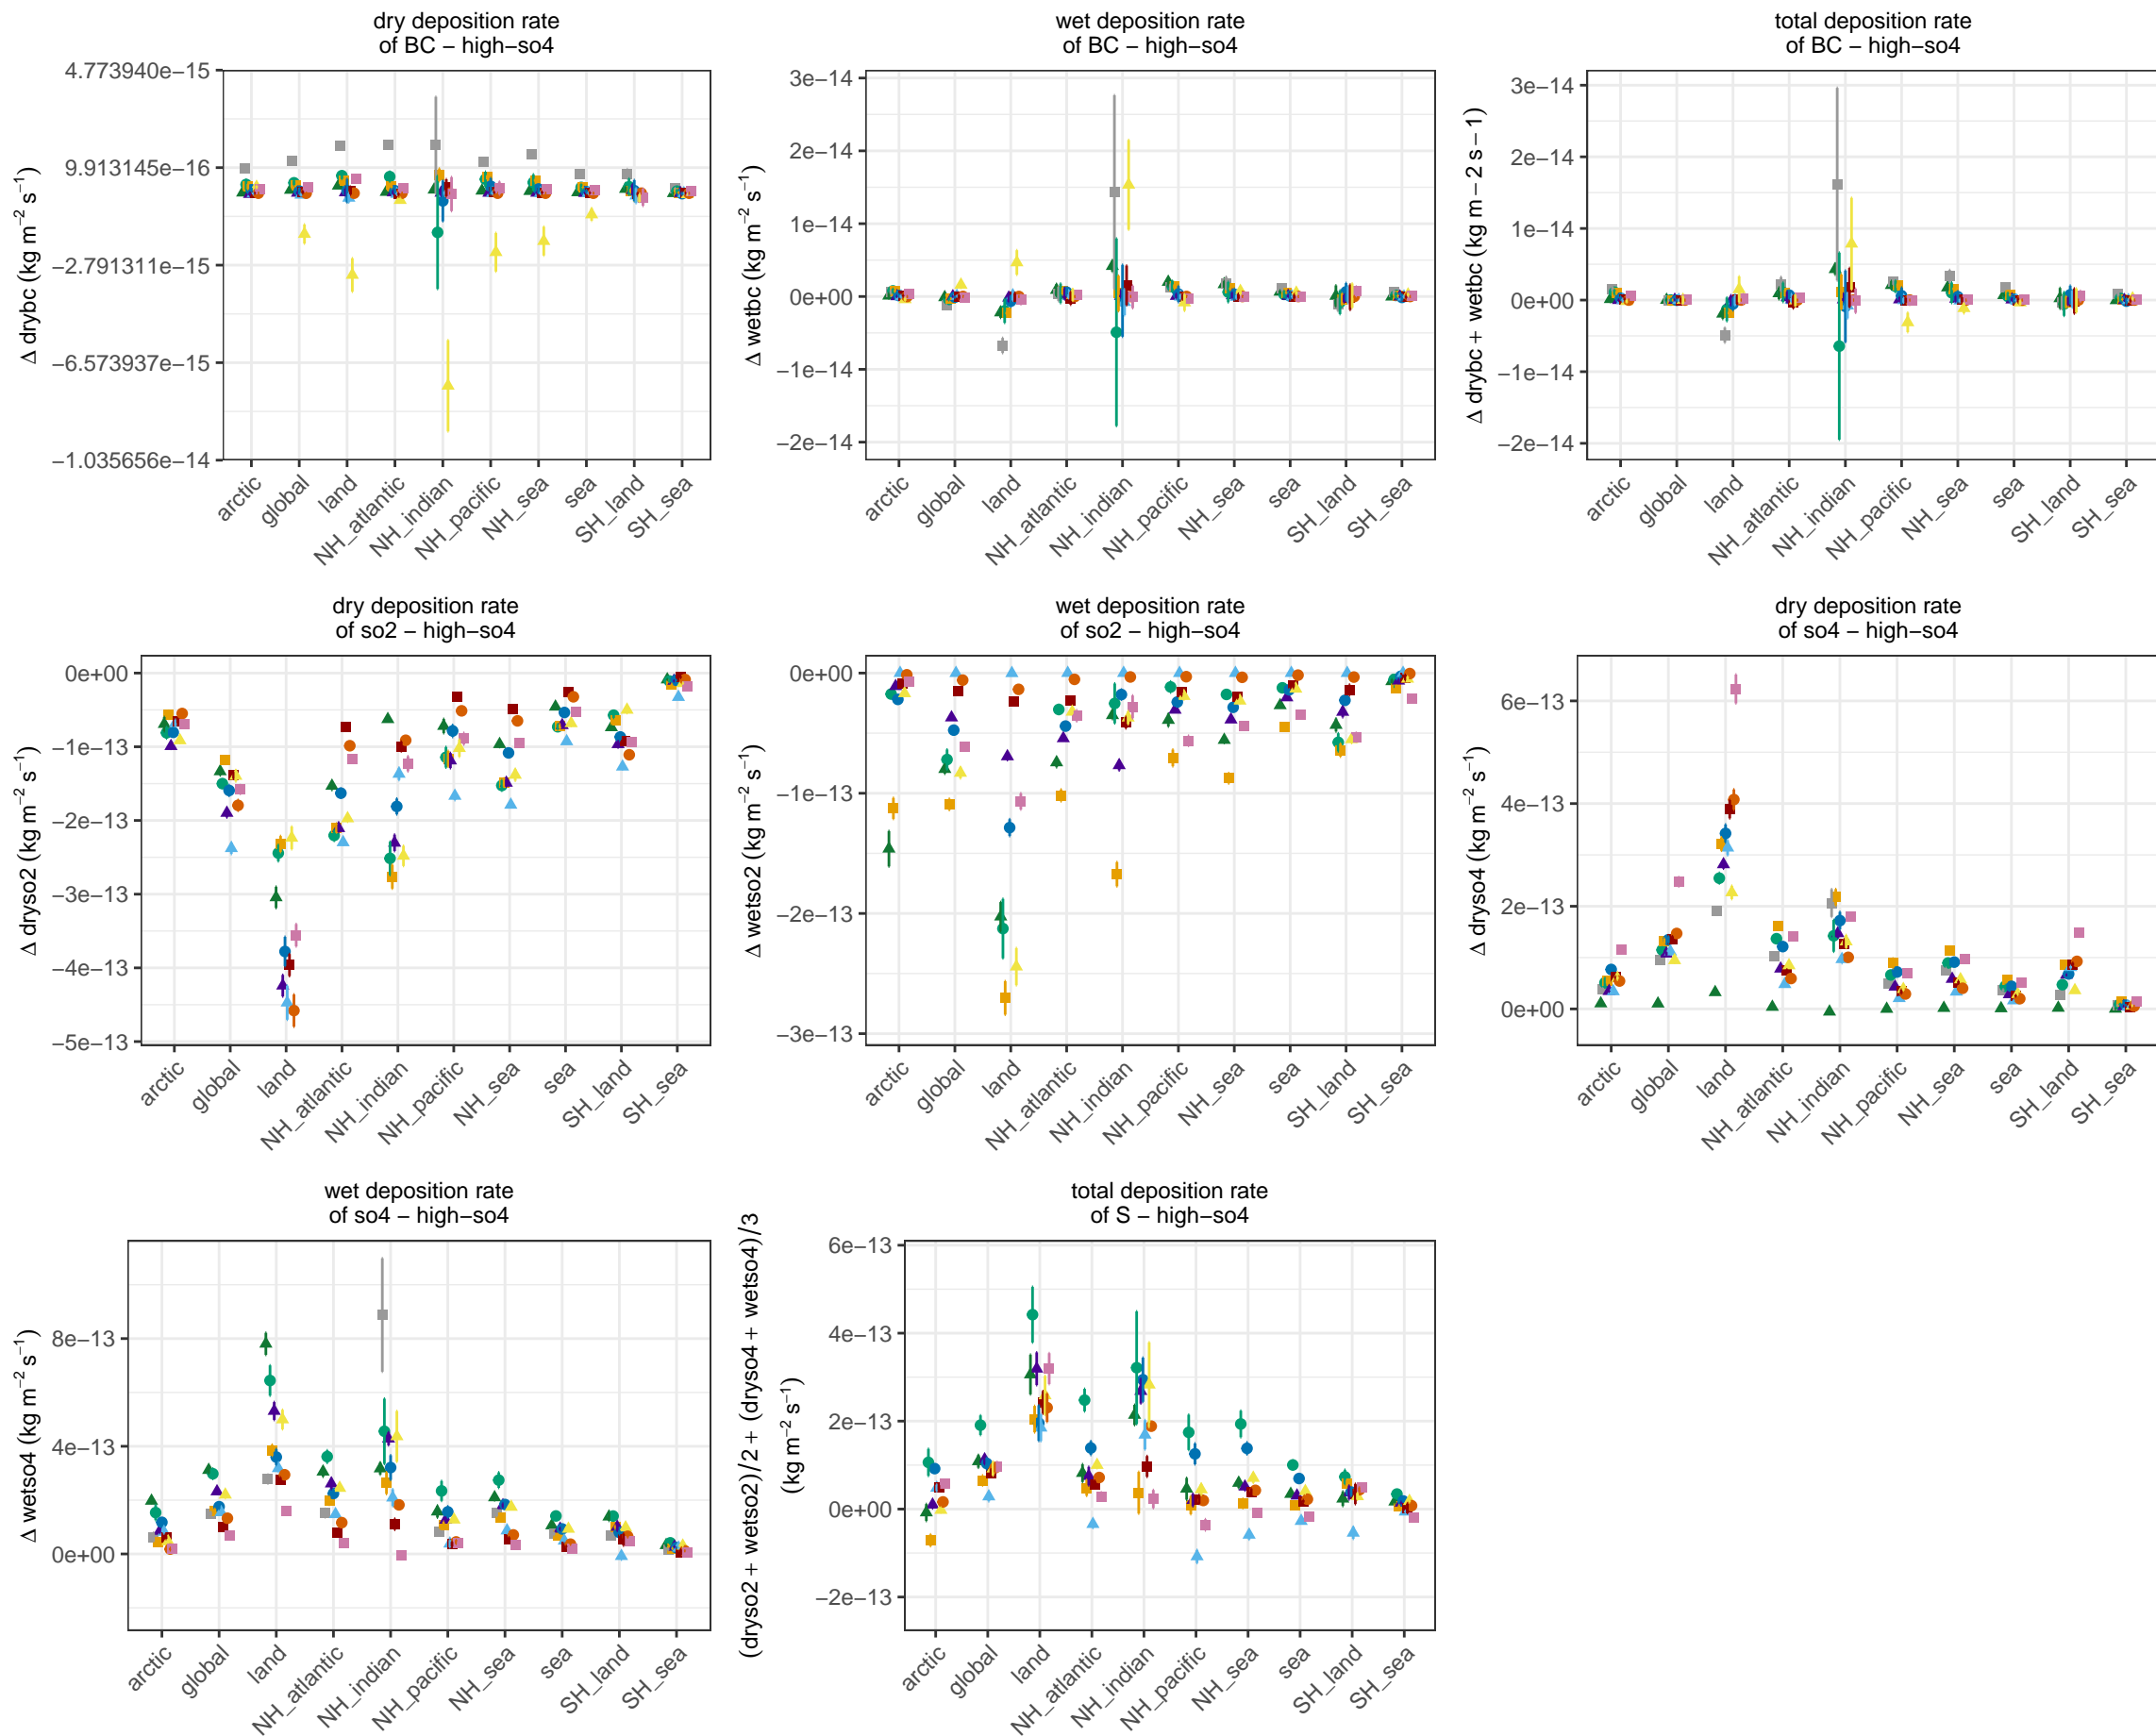 dry deposition rate
of BC − high−so4
Δ drybc (kg m⁻² s⁻¹)
4.773940e−15
9.913145e−16
−2.791311e−15
−6.573937e−15
−1.035656e−14
arctic
global
land
NH_atlantic
NH_indian
NH_pacific
NH_sea
sea
SH_land
SH_sea
wet deposition rate
of BC − high−so4
Δ wetbc (kg m⁻² s⁻¹)
3e−14
2e−14
1e−14
0e+00
−1e−14
−2e−14
arctic
global
land
NH_atlantic
NH_indian
NH_pacific
NH_sea
sea
SH_land
SH_sea
total deposition rate
of BC − high−so4
Δ drybc + wetbc (kg m − 2 s − 1)
3e−14
2e−14
1e−14
0e+00
−1e−14
−2e−14
arctic
global
land
NH_atlantic
NH_indian
NH_pacific
NH_sea
sea
SH_land
SH_sea
dry deposition rate
of so2 − high−so4
Δ dryso2 (kg m⁻² s⁻¹)
0e+00
−1e−13
−2e−13
−3e−13
−4e−13
−5e−13
arctic
global
land
NH_atlantic
NH_indian
NH_pacific
NH_sea
sea
SH_land
SH_sea
wet deposition rate
of so2 − high−so4
Δ wetso2 (kg m⁻² s⁻¹)
0e+00
−1e−13
−2e−13
−3e−13
arctic
global
land
NH_atlantic
NH_indian
NH_pacific
NH_sea
sea
SH_land
SH_sea
dry deposition rate
of so4 − high−so4
Δ dryso4 (kg m⁻² s⁻¹)
6e−13
4e−13
2e−13
0e+00
arctic
global
land
NH_atlantic
NH_indian
NH_pacific
NH_sea
sea
SH_land
SH_sea
wet deposition rate
of so4 − high−so4
Δ wetso4 (kg m⁻² s⁻¹)
8e−13
4e−13
0e+00
arctic
global
land
NH_atlantic
NH_indian
NH_pacific
NH_sea
sea
SH_land
SH_sea
total deposition rate
of S − high−so4
(dryso2 + wetso2)/2 + (dryso4 + wetso4)/3
(kg m⁻² s⁻¹)
6e−13
4e−13
2e−13
0e+00
−2e−13
arctic
global
land
NH_atlantic
NH_indian
NH_pacific
NH_sea
sea
SH_land
SH_sea